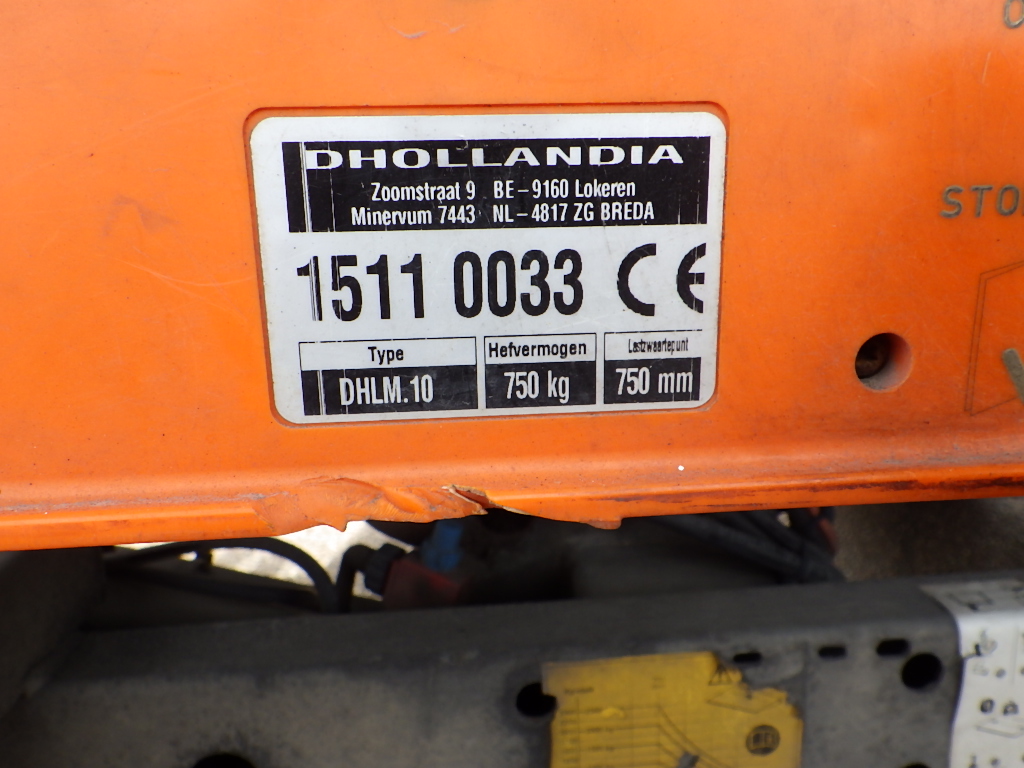 DHOLLANDIA
Zoomstraat 9 BE-9160 Lokeren
Minervum 7443 NL-4817 ZG BREDA
1511 0033 CE
Type Hefvermogen Lastzwaartepunt
DHLM.10 750 kg 750 mm